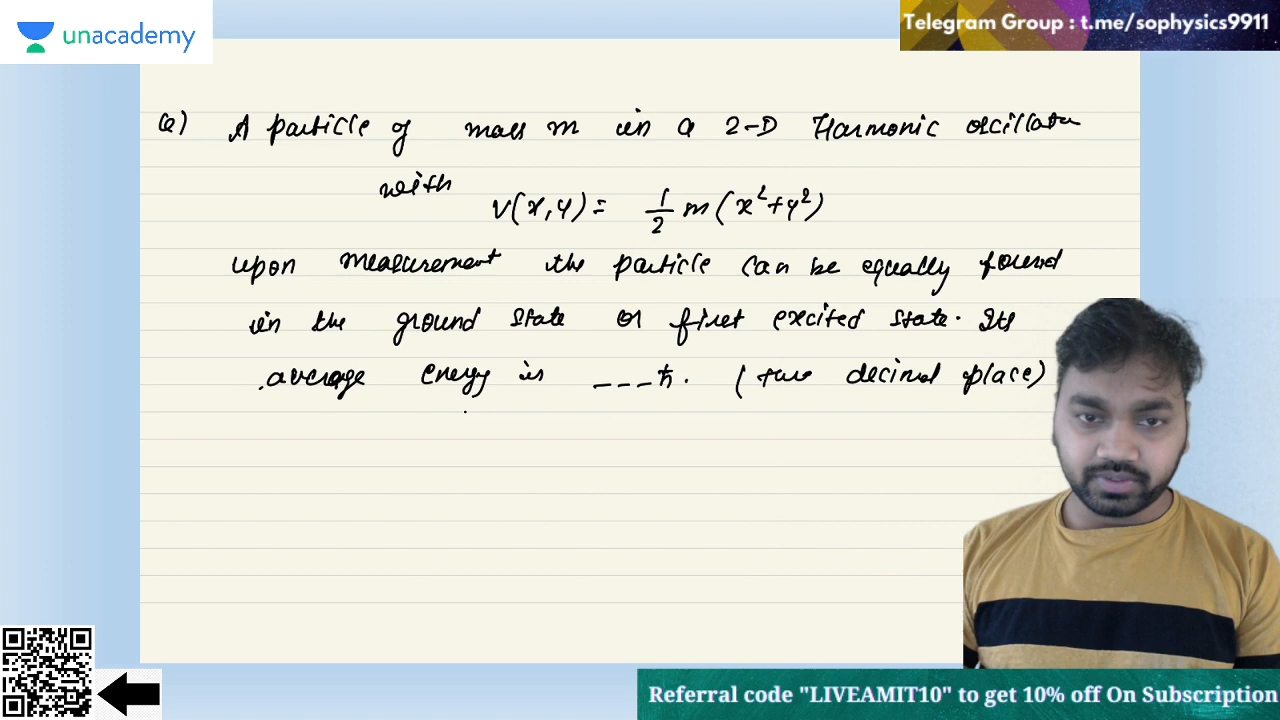 unacademy
Telegram Group : t.me/sophysics9911
Q) A particle of mass m in a 2-D Harmonic oscillator
with
V(x,y) = 1/2 m (x²+y²)
upon measurement the particle can be equally found
in the ground state or first excited state. Its
average energy is ---ħ. (two decimal place)
Referral code "LIVEAMIT10" to get 10% off On Subscription